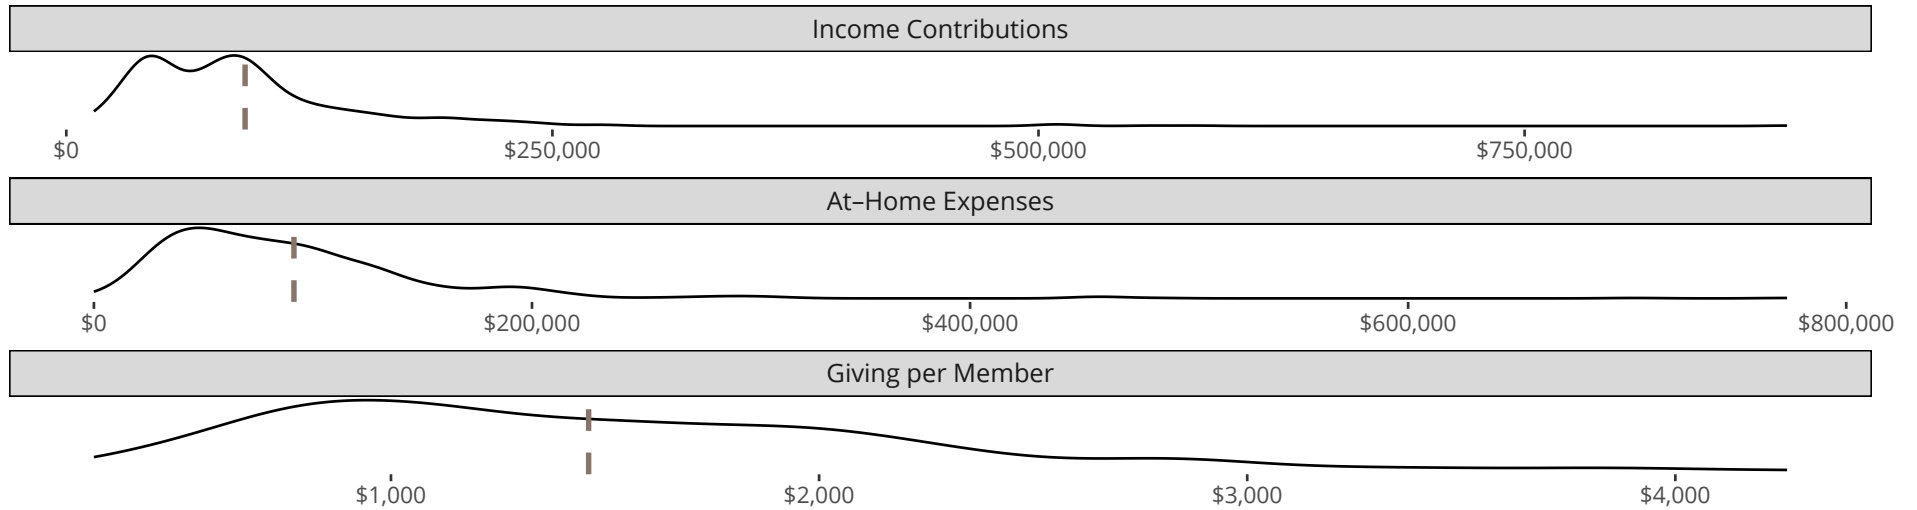 Income Contributions
$0 $250,000 $500,000 $750,000
At–Home Expenses
$0 $200,000 $400,000 $600,000 $800,000
Giving per Member
$1,000 $2,000 $3,000 $4,000